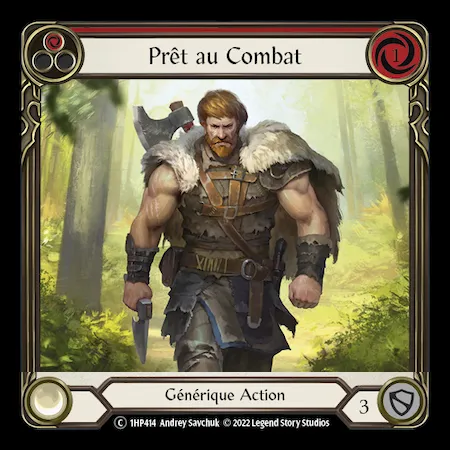 Prêt au Combat
1
Générique Action
3
C 1HP414 Andrey Savchuk © 2022 Legend Story Studios